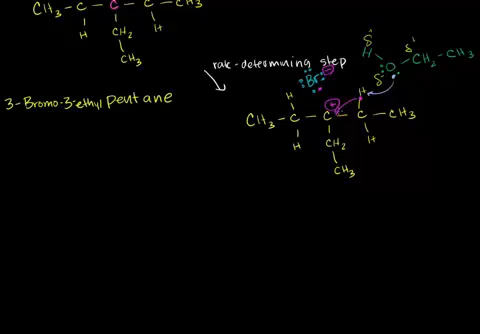 CH₃ - C - C - C - CH₃
H CH₂ H
CH₃
rate-determining step
3-Bromo-3-ethyl Pentane
Br
δ⁻
H δ⁺
O - CH₂ - CH₃
δ⁻
H + H
CH₃ - C - C - C - CH₃
H CH₂ H
CH₃